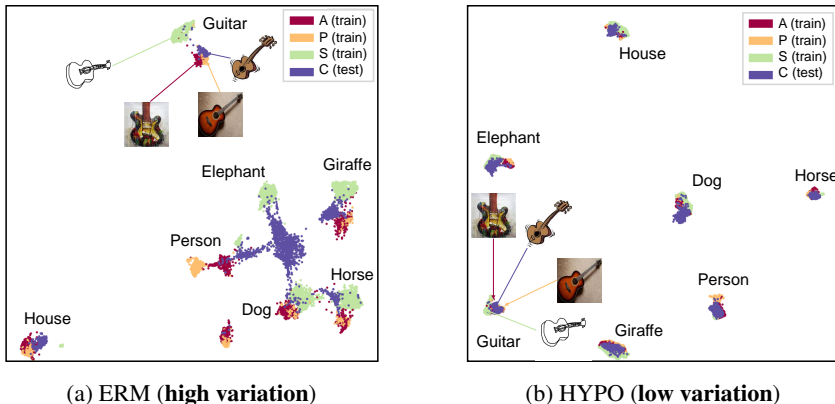 Guitar
A (train)
P (train)
S (train)
C (test)
Elephant
Giraffe
Person
Horse
Dog
House
(a) ERM (high variation)
House
A (train)
P (train)
S (train)
C (test)
Elephant
Dog
Horse
Person
Guitar
Giraffe
(b) HYPO (low variation)